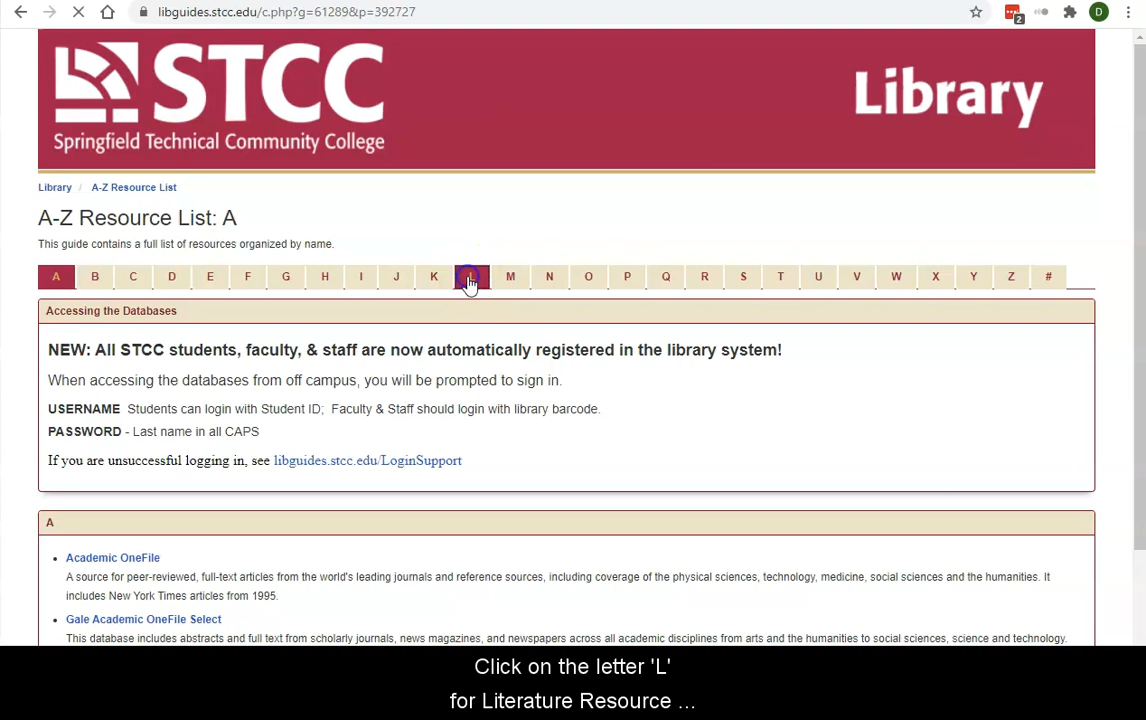 libguides.stcc.edu/c.php?g=61289&p=392727
2
D
STCC
Springfield Technical Community College
Library
Library / A-Z Resource List
A-Z Resource List: A
This guide contains a full list of resources organized by name.
A B C D E F G H I J K L M N O P Q R S T U V W X Y Z #
Accessing the Databases
NEW: All STCC students, faculty, & staff are now automatically registered in the library system!
When accessing the databases from off campus, you will be prompted to sign in.
USERNAME Students can login with Student ID; Faculty & Staff should login with library barcode.
PASSWORD - Last name in all CAPS
If you are unsuccessful logging in, see libguides.stcc.edu/LoginSupport
A
• Academic OneFile
A source for peer-reviewed, full-text articles from the world's leading journals and reference sources, including coverage of the physical sciences, technology, medicine, social sciences and the humanities. It
includes New York Times articles from 1995.
• Gale Academic OneFile Select
This database includes abstracts and full text from scholarly journals, news magazines, and newspapers across all academic disciplines from arts and the humanities to social sciences, science and technology.
Click on the letter 'L'
for Literature Resource ...